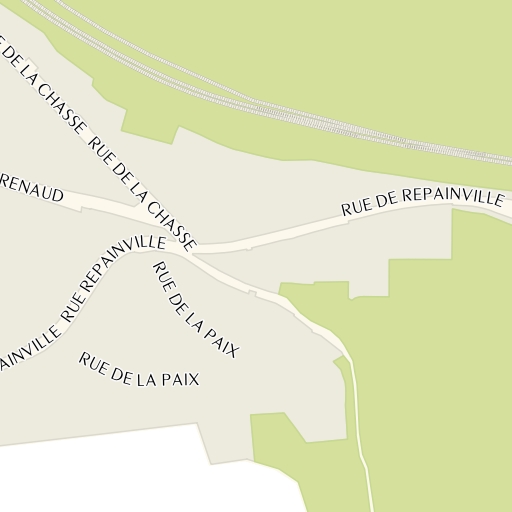 DE LA CHASSE
RUE DE LA CHASSE
RENAUD
RUE DE REPAINVILLE
RUE REPAINVILLE
AINVILLE
RUE DE LA PAIX
RUE DE LA PAIX